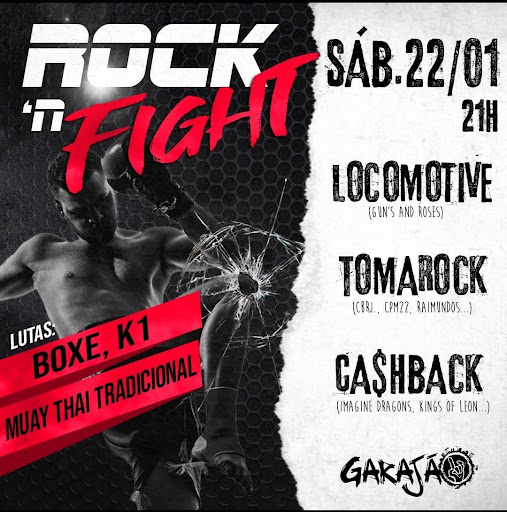 ROCK
'n
FIGHT
LUTAS:
BOXE, K1
MUAY THAI TRADICIONAL
SÁB.22/01
21H
LOCOMOTIVE
(GUN'S AND ROSES)
TOMAROCK
(CBRJ., CPM22, RAIMUNDOS...)
CA$HBACK
(IMAGINE DRAGONS, KINGS OF LEON...)
GARAJÃO